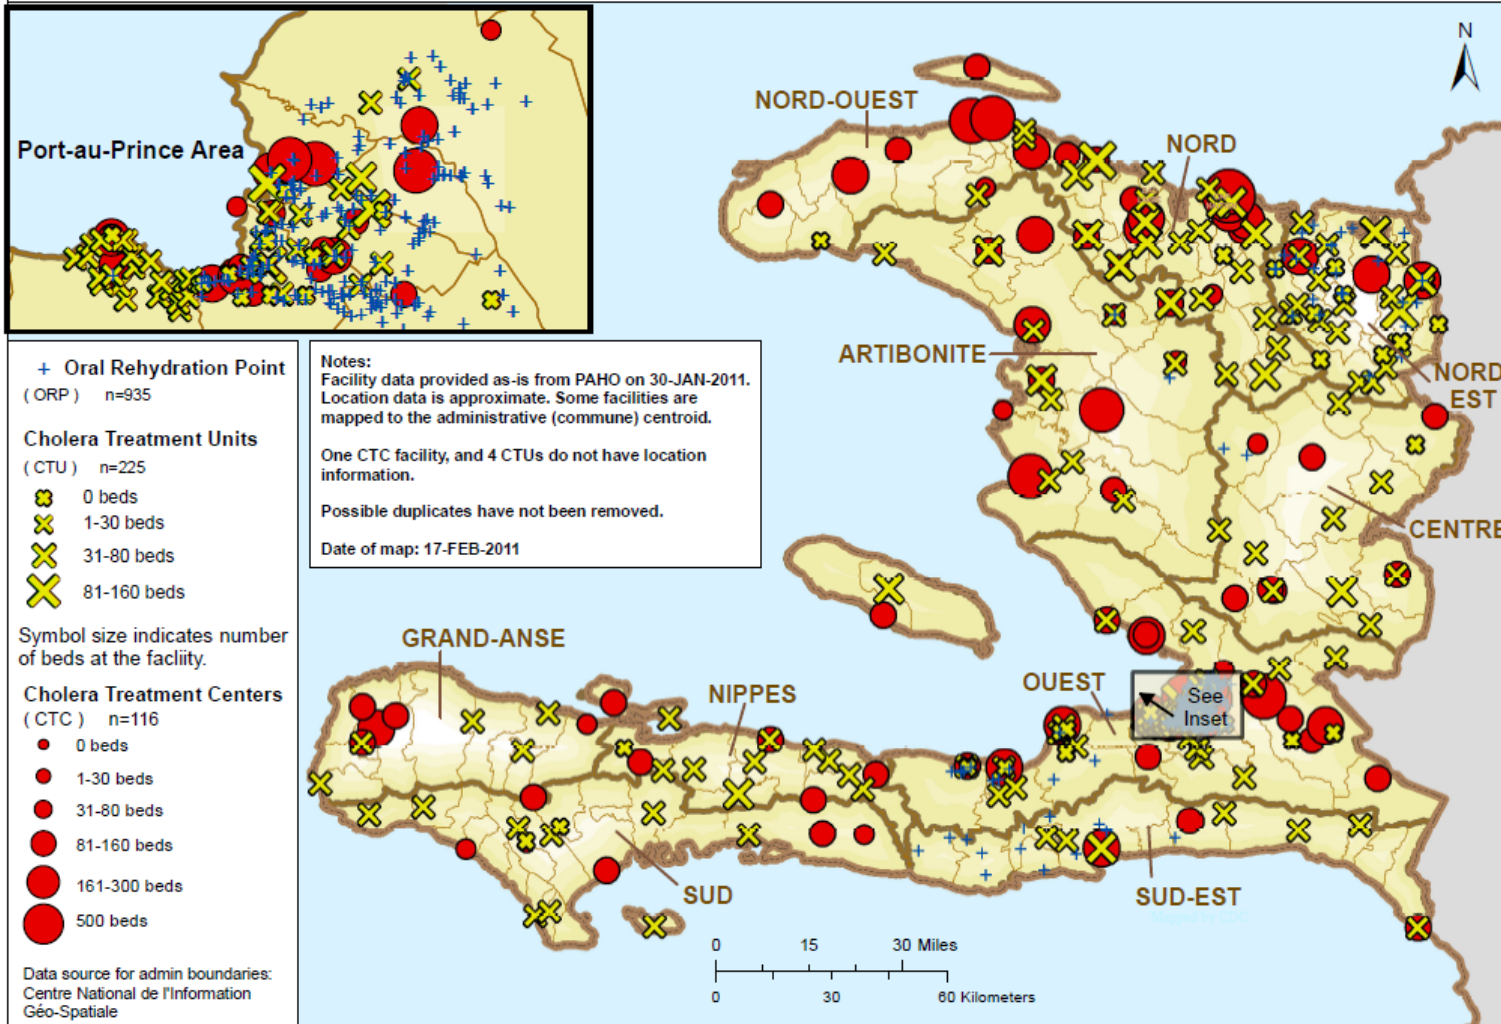 Port-au-Prince Area
+ Oral Rehydration Point
( ORP ) n=935
Cholera Treatment Units
( CTU ) n=225
0 beds
1-30 beds
31-80 beds
81-160 beds
Symbol size indicates number
of beds at the facliity.
Cholera Treatment Centers
( CTC ) n=116
0 beds
1-30 beds
31-80 beds
81-160 beds
161-300 beds
500 beds
Data source for admin boundaries:
Centre National de l'Information
Géo-Spatiale
Notes:
Facility data provided as-is from PAHO on 30-JAN-2011.
Location data is approximate. Some facilities are
mapped to the administrative (commune) centroid.
One CTC facility, and 4 CTUs do not have location
information.
Possible duplicates have not been removed.
Date of map: 17-FEB-2011
N
NORD-OUEST
NORD
ARTIBONITE
NORD
EST
CENTRE
GRAND-ANSE
NIPPES
OUEST
See
Inset
SUD
SUD-EST
Mapped by CDC
0 15 30 Miles
0 30 60 Kilometers